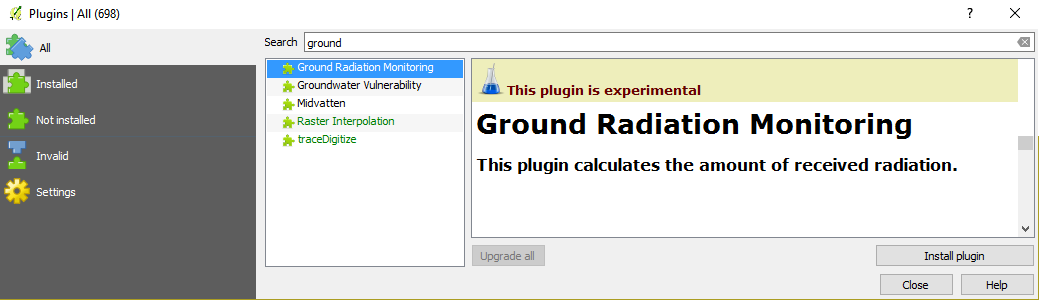 Plugins | All (698)
?
Search ground
All
Installed
Not installed
Invalid
Settings
Ground Radiation Monitoring
Groundwater Vulnerability
Midvatten
Raster Interpolation
traceDigitize
This plugin is experimental
Ground Radiation Monitoring
This plugin calculates the amount of received radiation.
Upgrade all
Install plugin
Close
Help